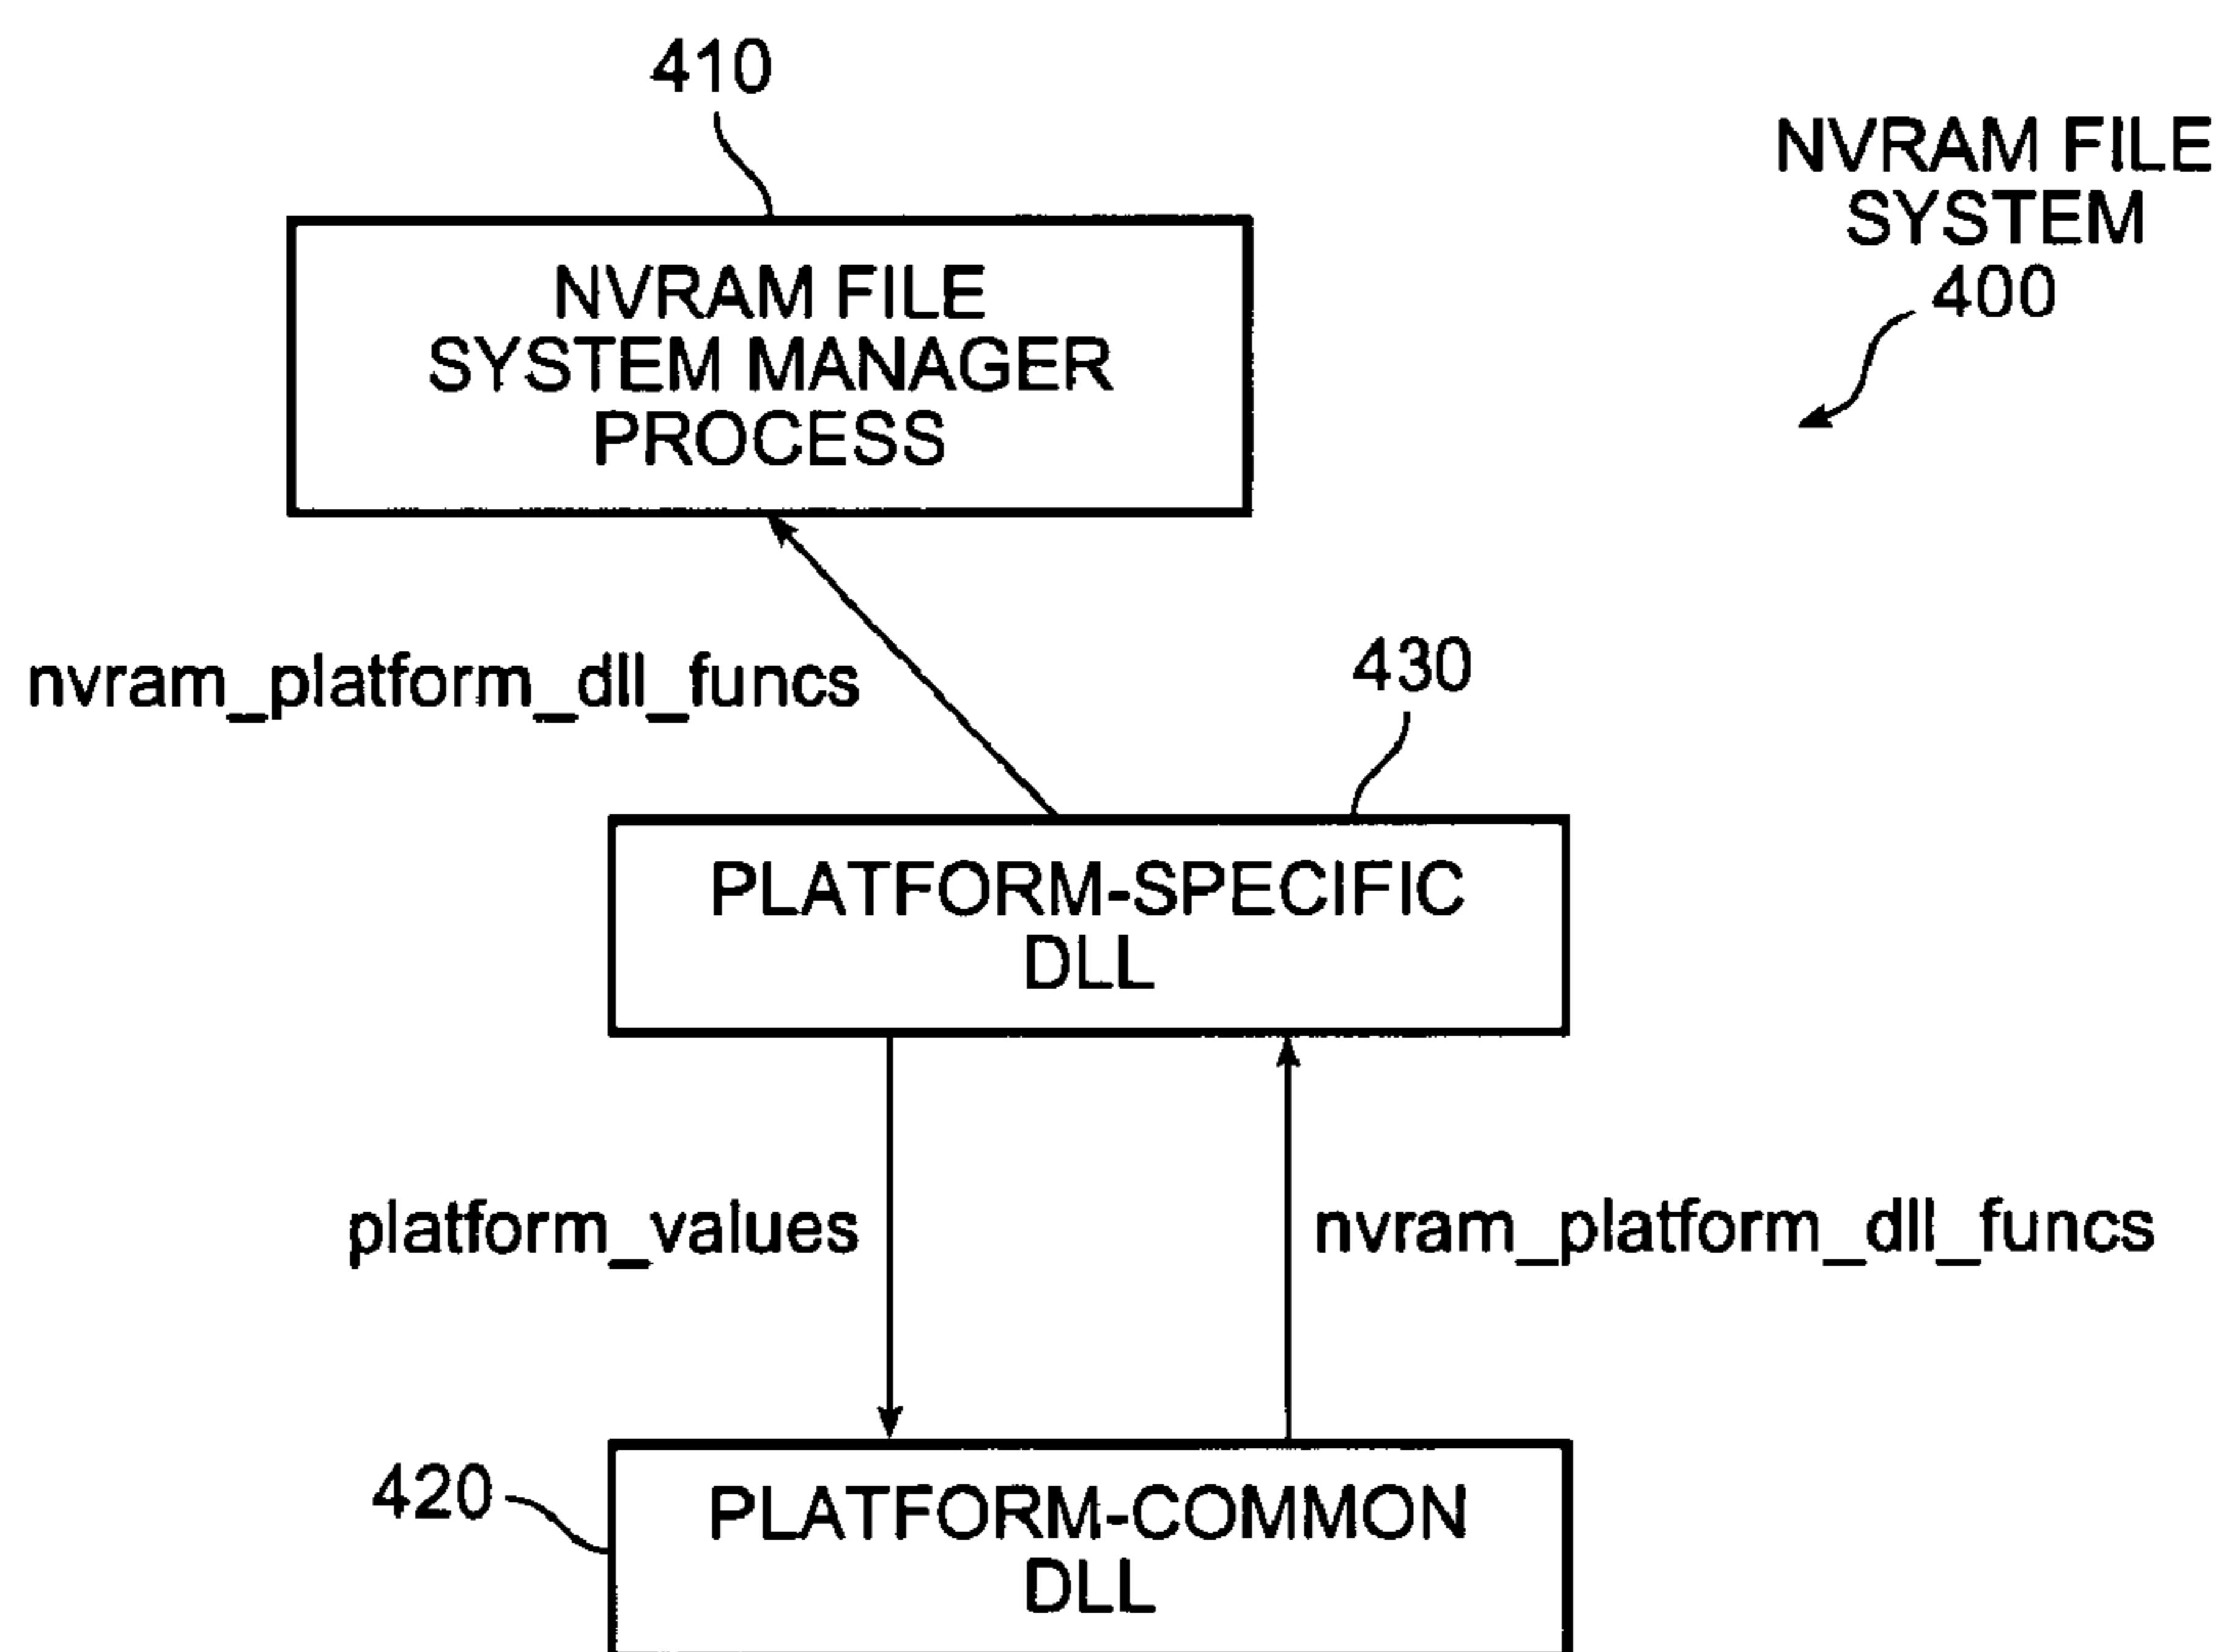 410
NVRAM FILE
SYSTEM
400
NVRAM FILE
SYSTEM MANAGER
PROCESS
nvram_platform_dll_funcs
430
PLATFORM-SPECIFIC
DLL
platform_values
nvram_platform_dll_funcs
420
PLATFORM-COMMON
DLL